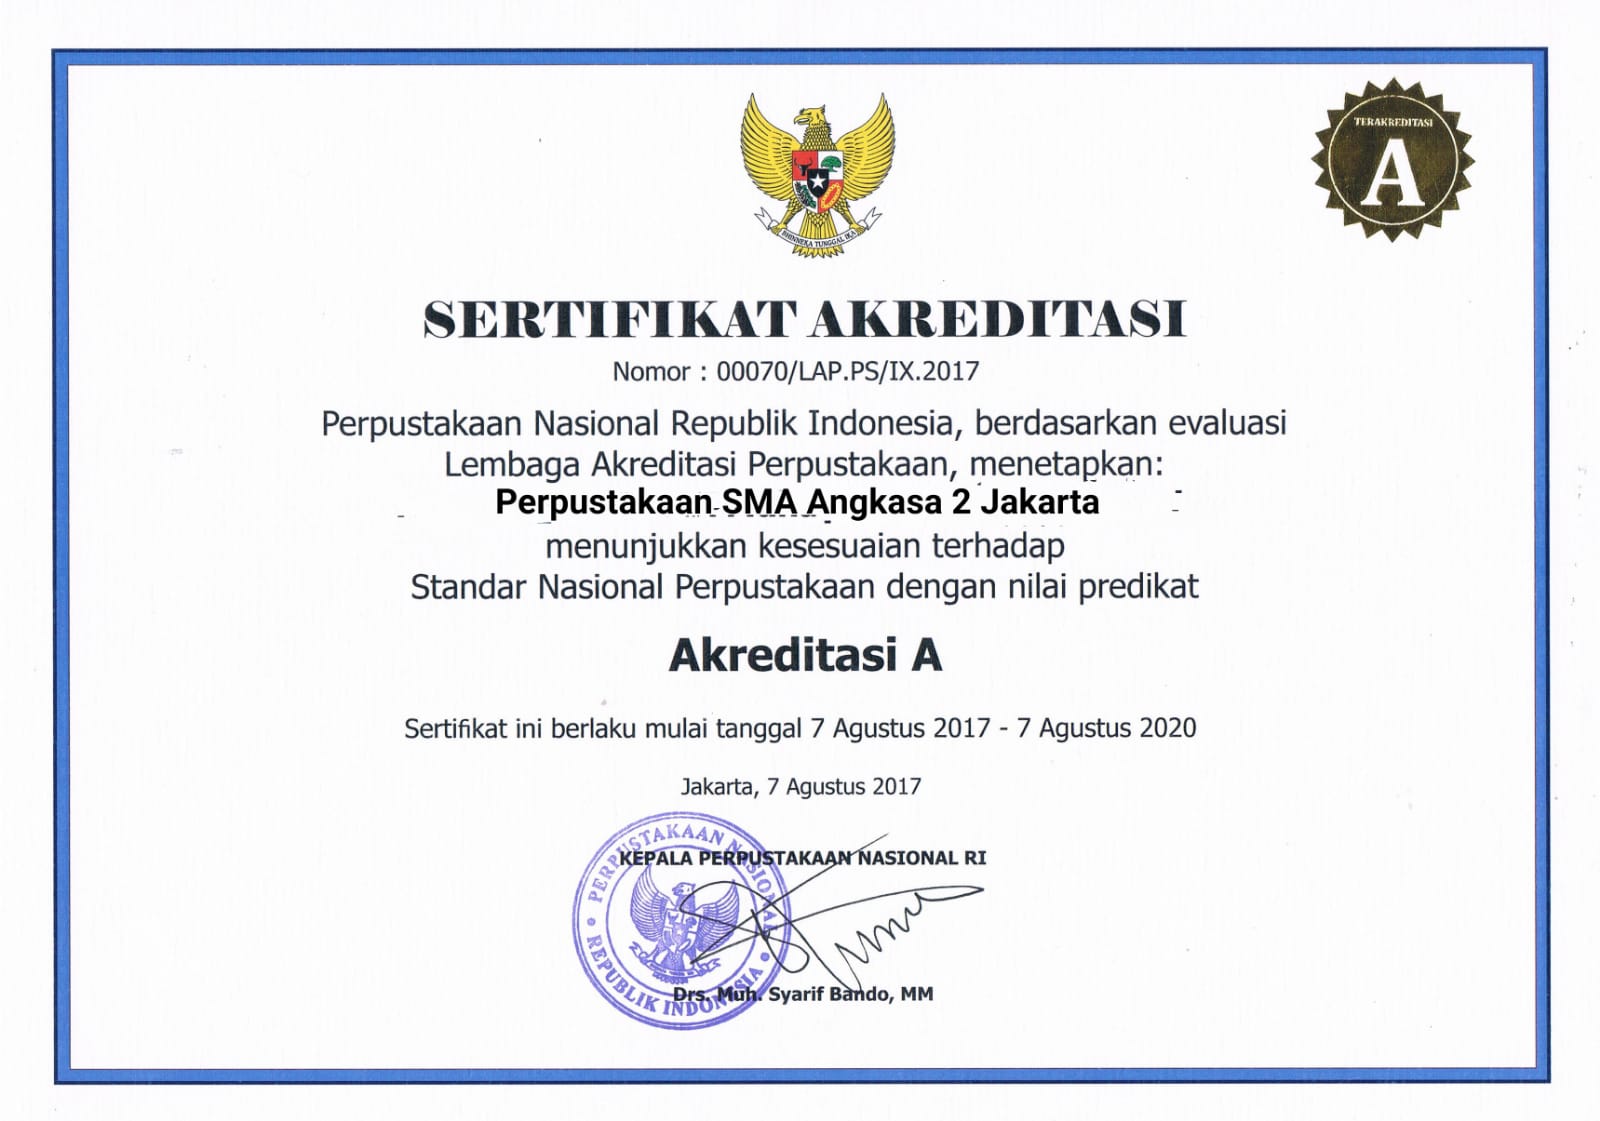 TERAKREDITASI
A
BHINNEKA TUNGGAL IKA
SERTIFIKAT AKREDITASI
Nomor : 00070/LAP.PS/IX.2017
Perpustakaan Nasional Republik Indonesia, berdasarkan evaluasi
Lembaga Akreditasi Perpustakaan, menetapkan:
Perpustakaan SMA Angkasa 2 Jakarta
menunjukkan kesesuaian terhadap
Standar Nasional Perpustakaan dengan nilai predikat
Akreditasi A
Sertifikat ini berlaku mulai tanggal 7 Agustus 2017 - 7 Agustus 2020
Jakarta, 7 Agustus 2017
KEPALA PERPUSTAKAAN NASIONAL RI
PERPUSTAKAAN NASIONAL
REPUBLIK INDONESIA
Drs. Muh. Syarif Bando, MM